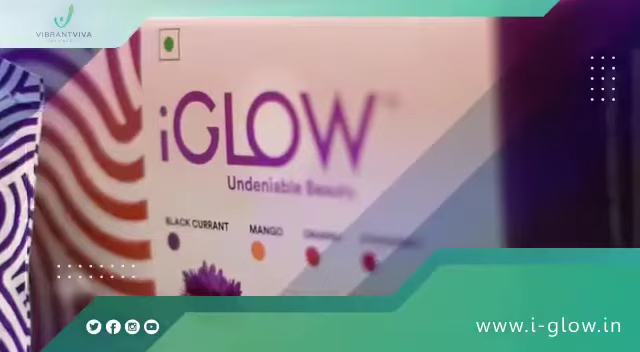 VIBRANTVIVA
iGLOW
Undeniable Beauty
BLACK CURRANT
MANGO
www.i-glow.in